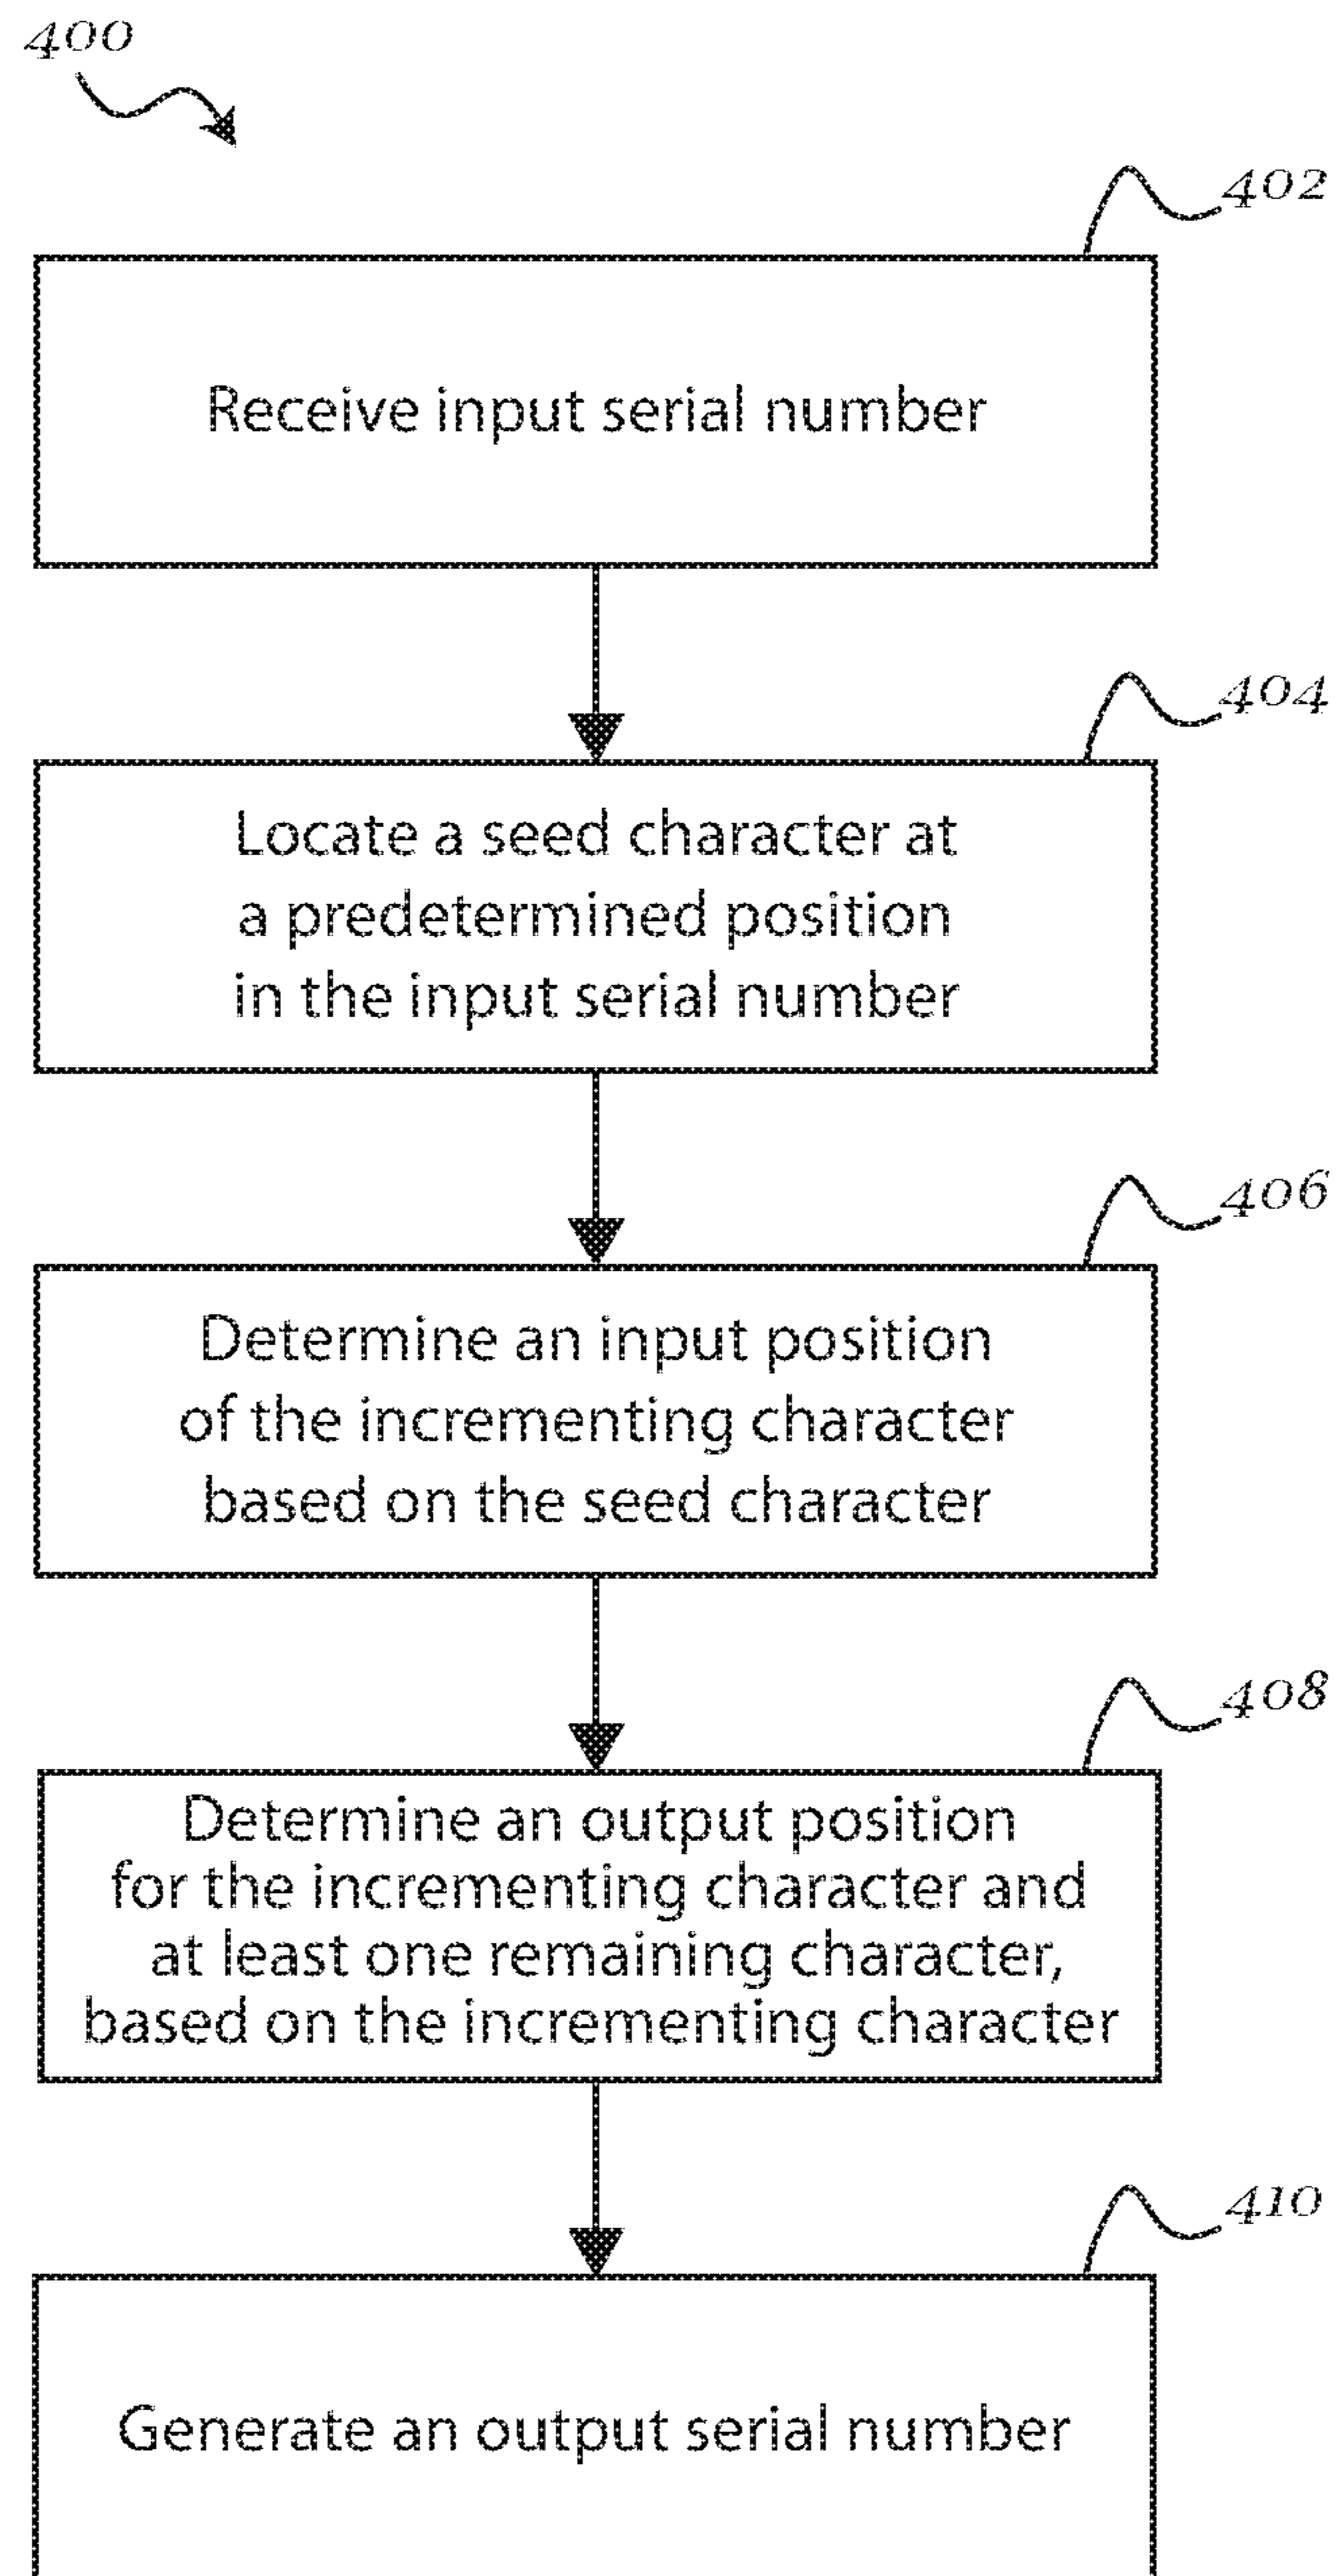 400
402
Receive input serial number
404
Locate a seed character at
a predetermined position
in the input serial number
406
Determine an input position
of the incrementing character
based on the seed character
408
Determine an output position
for the incrementing character and
at least one remaining character,
based on the incrementing character
410
Generate an output serial number